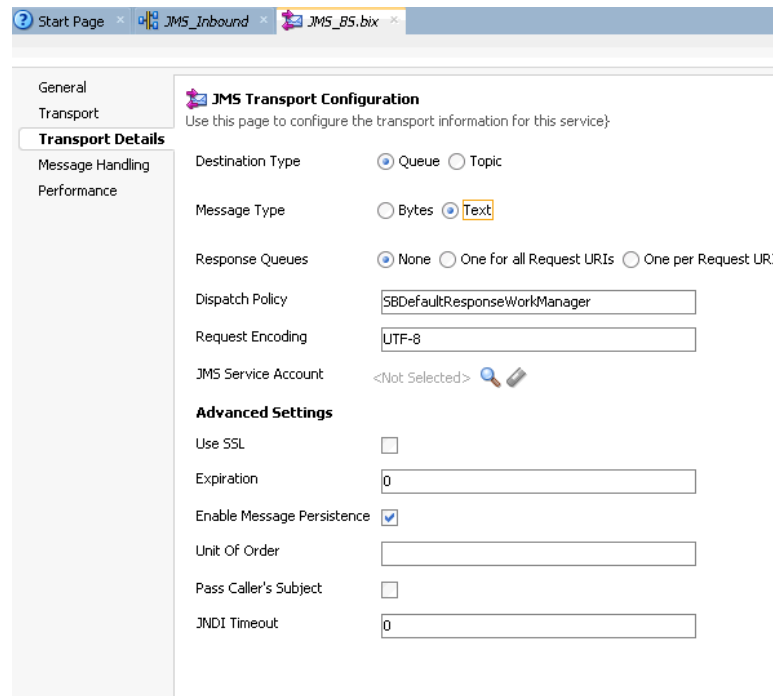 Start Page × JMS_Inbound × JMS_BS.bix ×
General
Transport
Transport Details
Message Handling
Performance
JMS Transport Configuration
Use this page to configure the transport information for this service}
Destination Type Queue Topic
Message Type Bytes Text
Response Queues None One for all Request URIs One per Request URI
Dispatch Policy SBDefaultResponseWorkManager
Request Encoding UTF-8
JMS Service Account <Not Selected>
Advanced Settings
Use SSL
Expiration 0
Enable Message Persistence
Unit Of Order
Pass Caller's Subject
JNDI Timeout 0